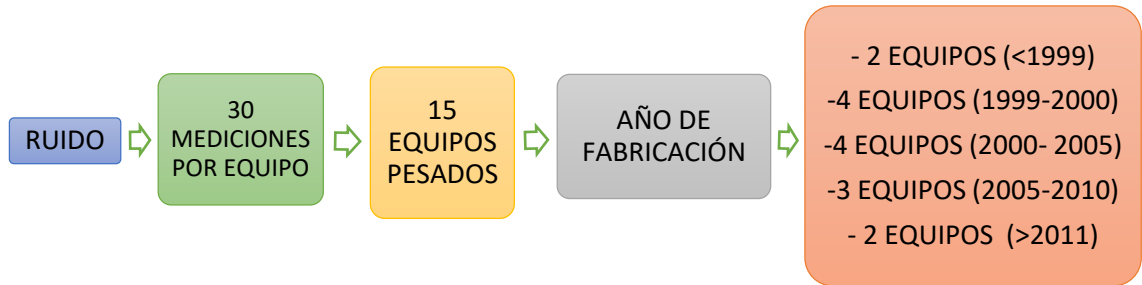 RUIDO
30
MEDICIONES
POR EQUIPO
15
EQUIPOS
PESADOS
AÑO DE
FABRICACIÓN
- 2 EQUIPOS (<1999)
-4 EQUIPOS (1999-2000)
-4 EQUIPOS (2000- 2005)
-3 EQUIPOS (2005-2010)
- 2 EQUIPOS  (>2011)